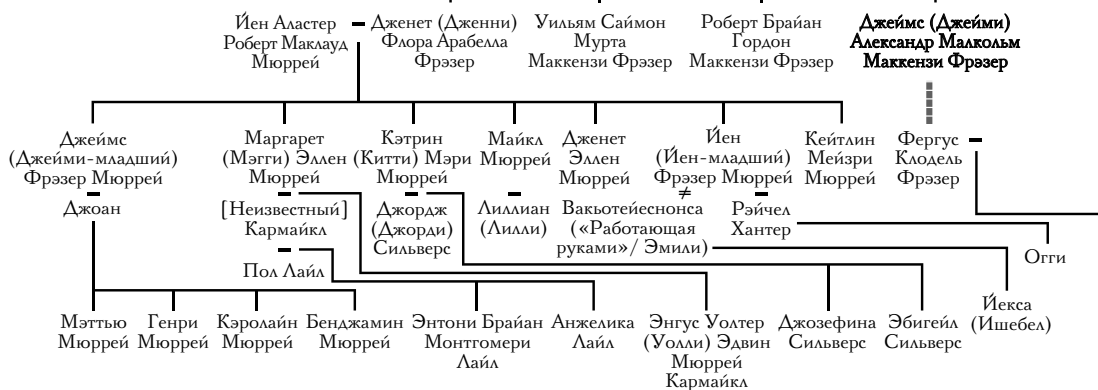 Йен Аластер
Роберт Маклауд
Мюррей
Дженет (Дженни)
Флора Арабелла
Фрэзер
Уильям Саймон
Мурта
Маккензи Фрэзер
Роберт Брайан
Гордон
Маккензи Фрэзер
Джеймс (Джейми)
Александр Малкольм
Маккензи Фрэзер
Джеймс
(Джейми-младший)
Фрэзер Мюррей
Джоан
Маргарет
(Мэгги) Эллен
Мюррей
[Неизвестный]
Кармайкл
Пол Лайл
Кэтрин
(Китти) Мэри
Мюррей
Джордж
(Джорди)
Сильверс
Майкл
Мюррей
Лиллиан
(Лилли)
Дженет
Эллен
Мюррей
Йен
(Йен-младший)
Фрэзер Мюррей
≠
Вакьотейеснонса
(«Работающая
руками»/ Эмили)
Рэйчел
Хантер
Кейтлин
Мейзри
Мюррей
Фергус
Клодель
Фрэзер
Огги
Йекса
(Ишебел)
Мэттью
Мюррей
Генри
Мюррей
Кэролайн
Мюррей
Бенджамин
Мюррей
Энтони Брайан
Монтгомери
Лайл
Анжелика
Лайл
Энгус Уолтер
(Уолли) Эдвин
Мюррей
Кармайкл
Джозефина
Сильверс
Эбигейл
Сильверс